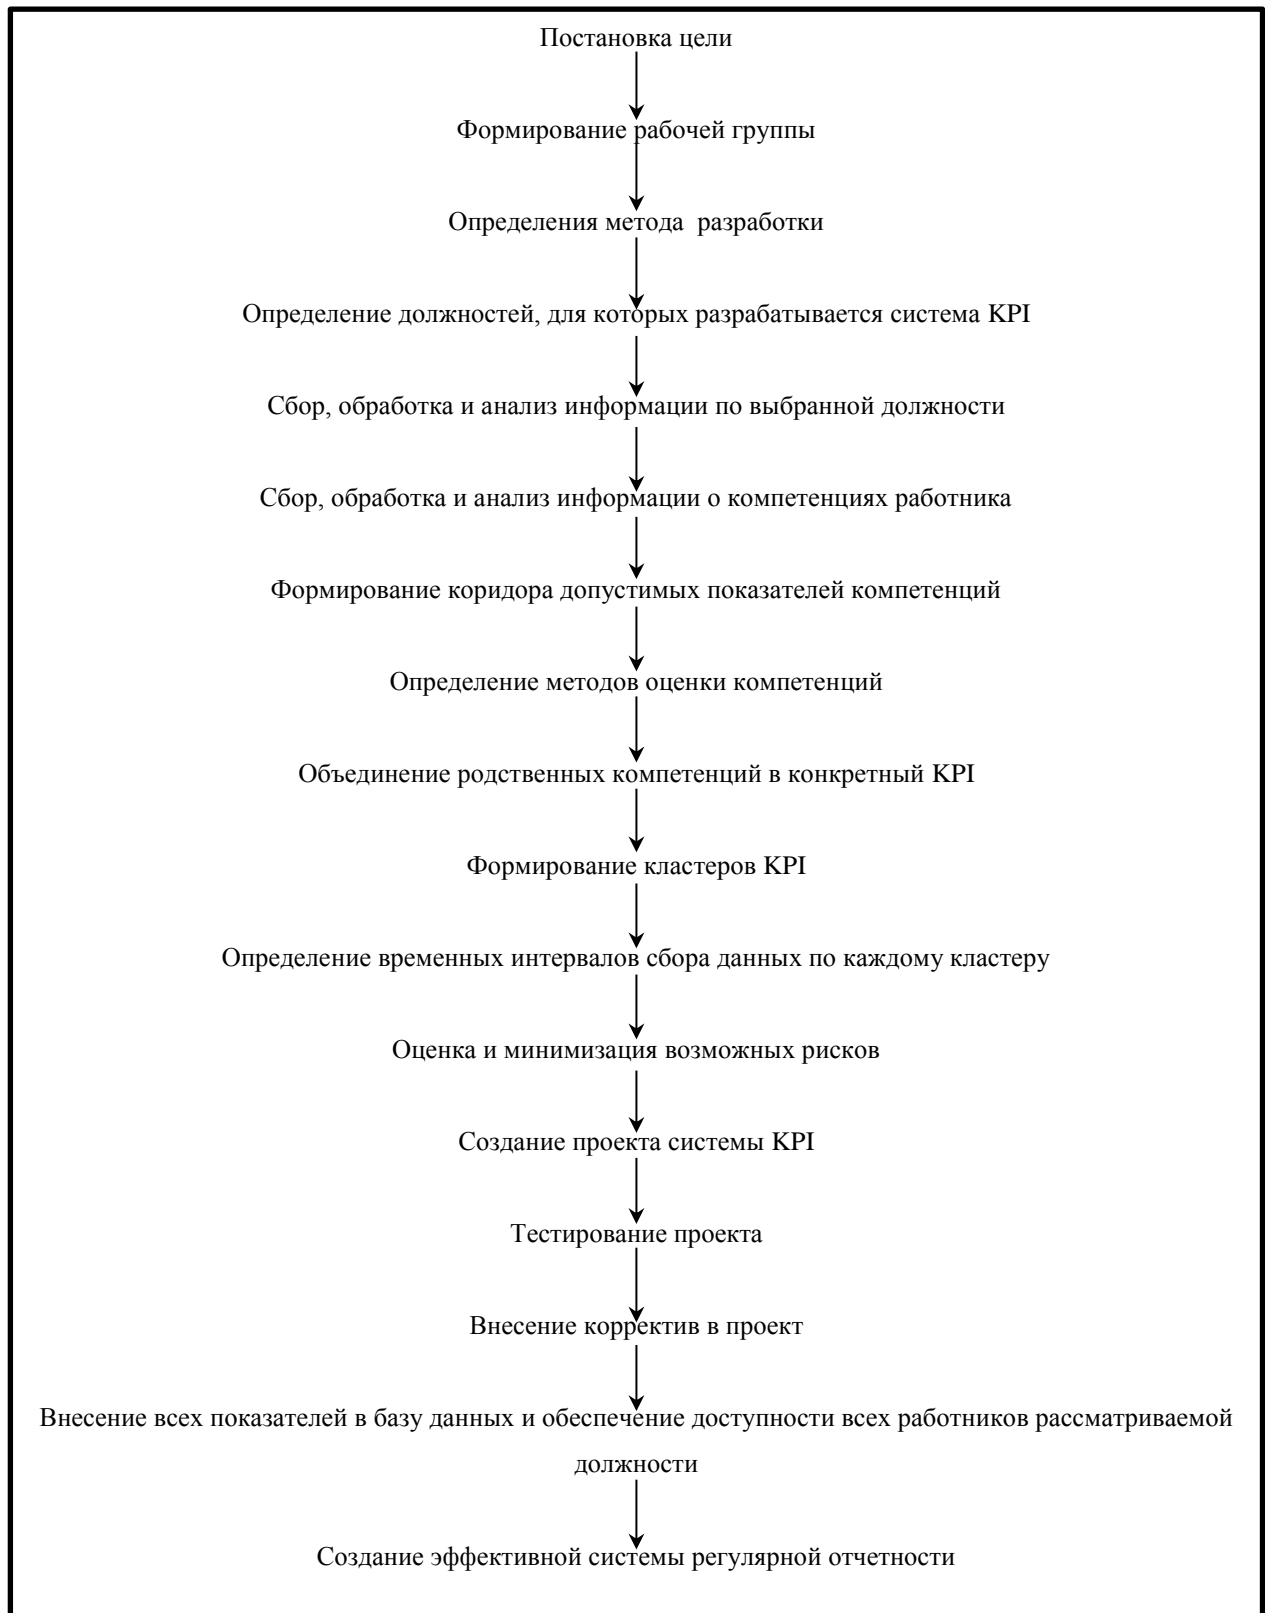 Постановка цели
Формирование рабочей группы
Определения метода разработки
Определение должностей, для которых разрабатывается система KPI
Сбор, обработка и анализ информации по выбранной должности
Сбор, обработка и анализ информации о компетенциях работника
Формирование коридора допустимых показателей компетенций
Определение методов оценки компетенций
Объединение родственных компетенций в конкретный KPI
Формирование кластеров KPI
Определение временных интервалов сбора данных по каждому кластеру
Оценка и минимизация возможных рисков
Создание проекта системы KPI
Тестирование проекта
Внесение корректив в проект
Внесение всех показателей в базу данных и обеспечение доступности всех работников рассматриваемой
должности
Создание эффективной системы регулярной отчетности